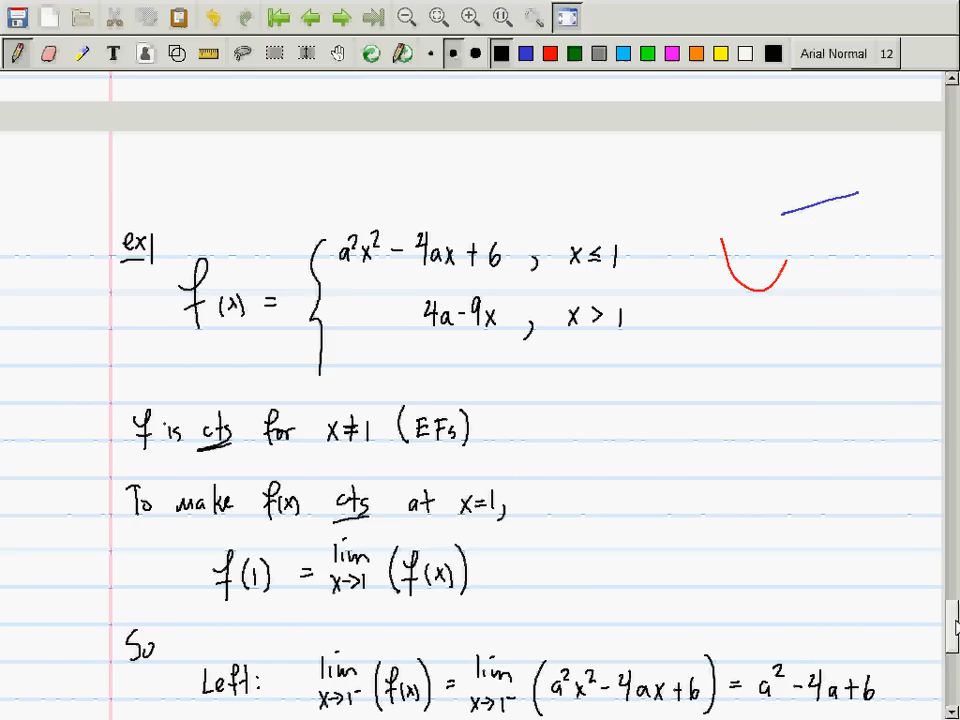 Arial Normal 12
ex1
f(x) = { a²x² - 4ax + 6 , x ≤ 1
4a - 9x , x > 1
f is cts for x ≠ 1 (EFs)
To make f(x) cts at x=1,
f(1) = lim x→1 (f(x))
So
Left: lim x→1⁻ (f(x)) = lim x→1⁻ (a²x² - 4ax + 6) = a² - 4a + 6